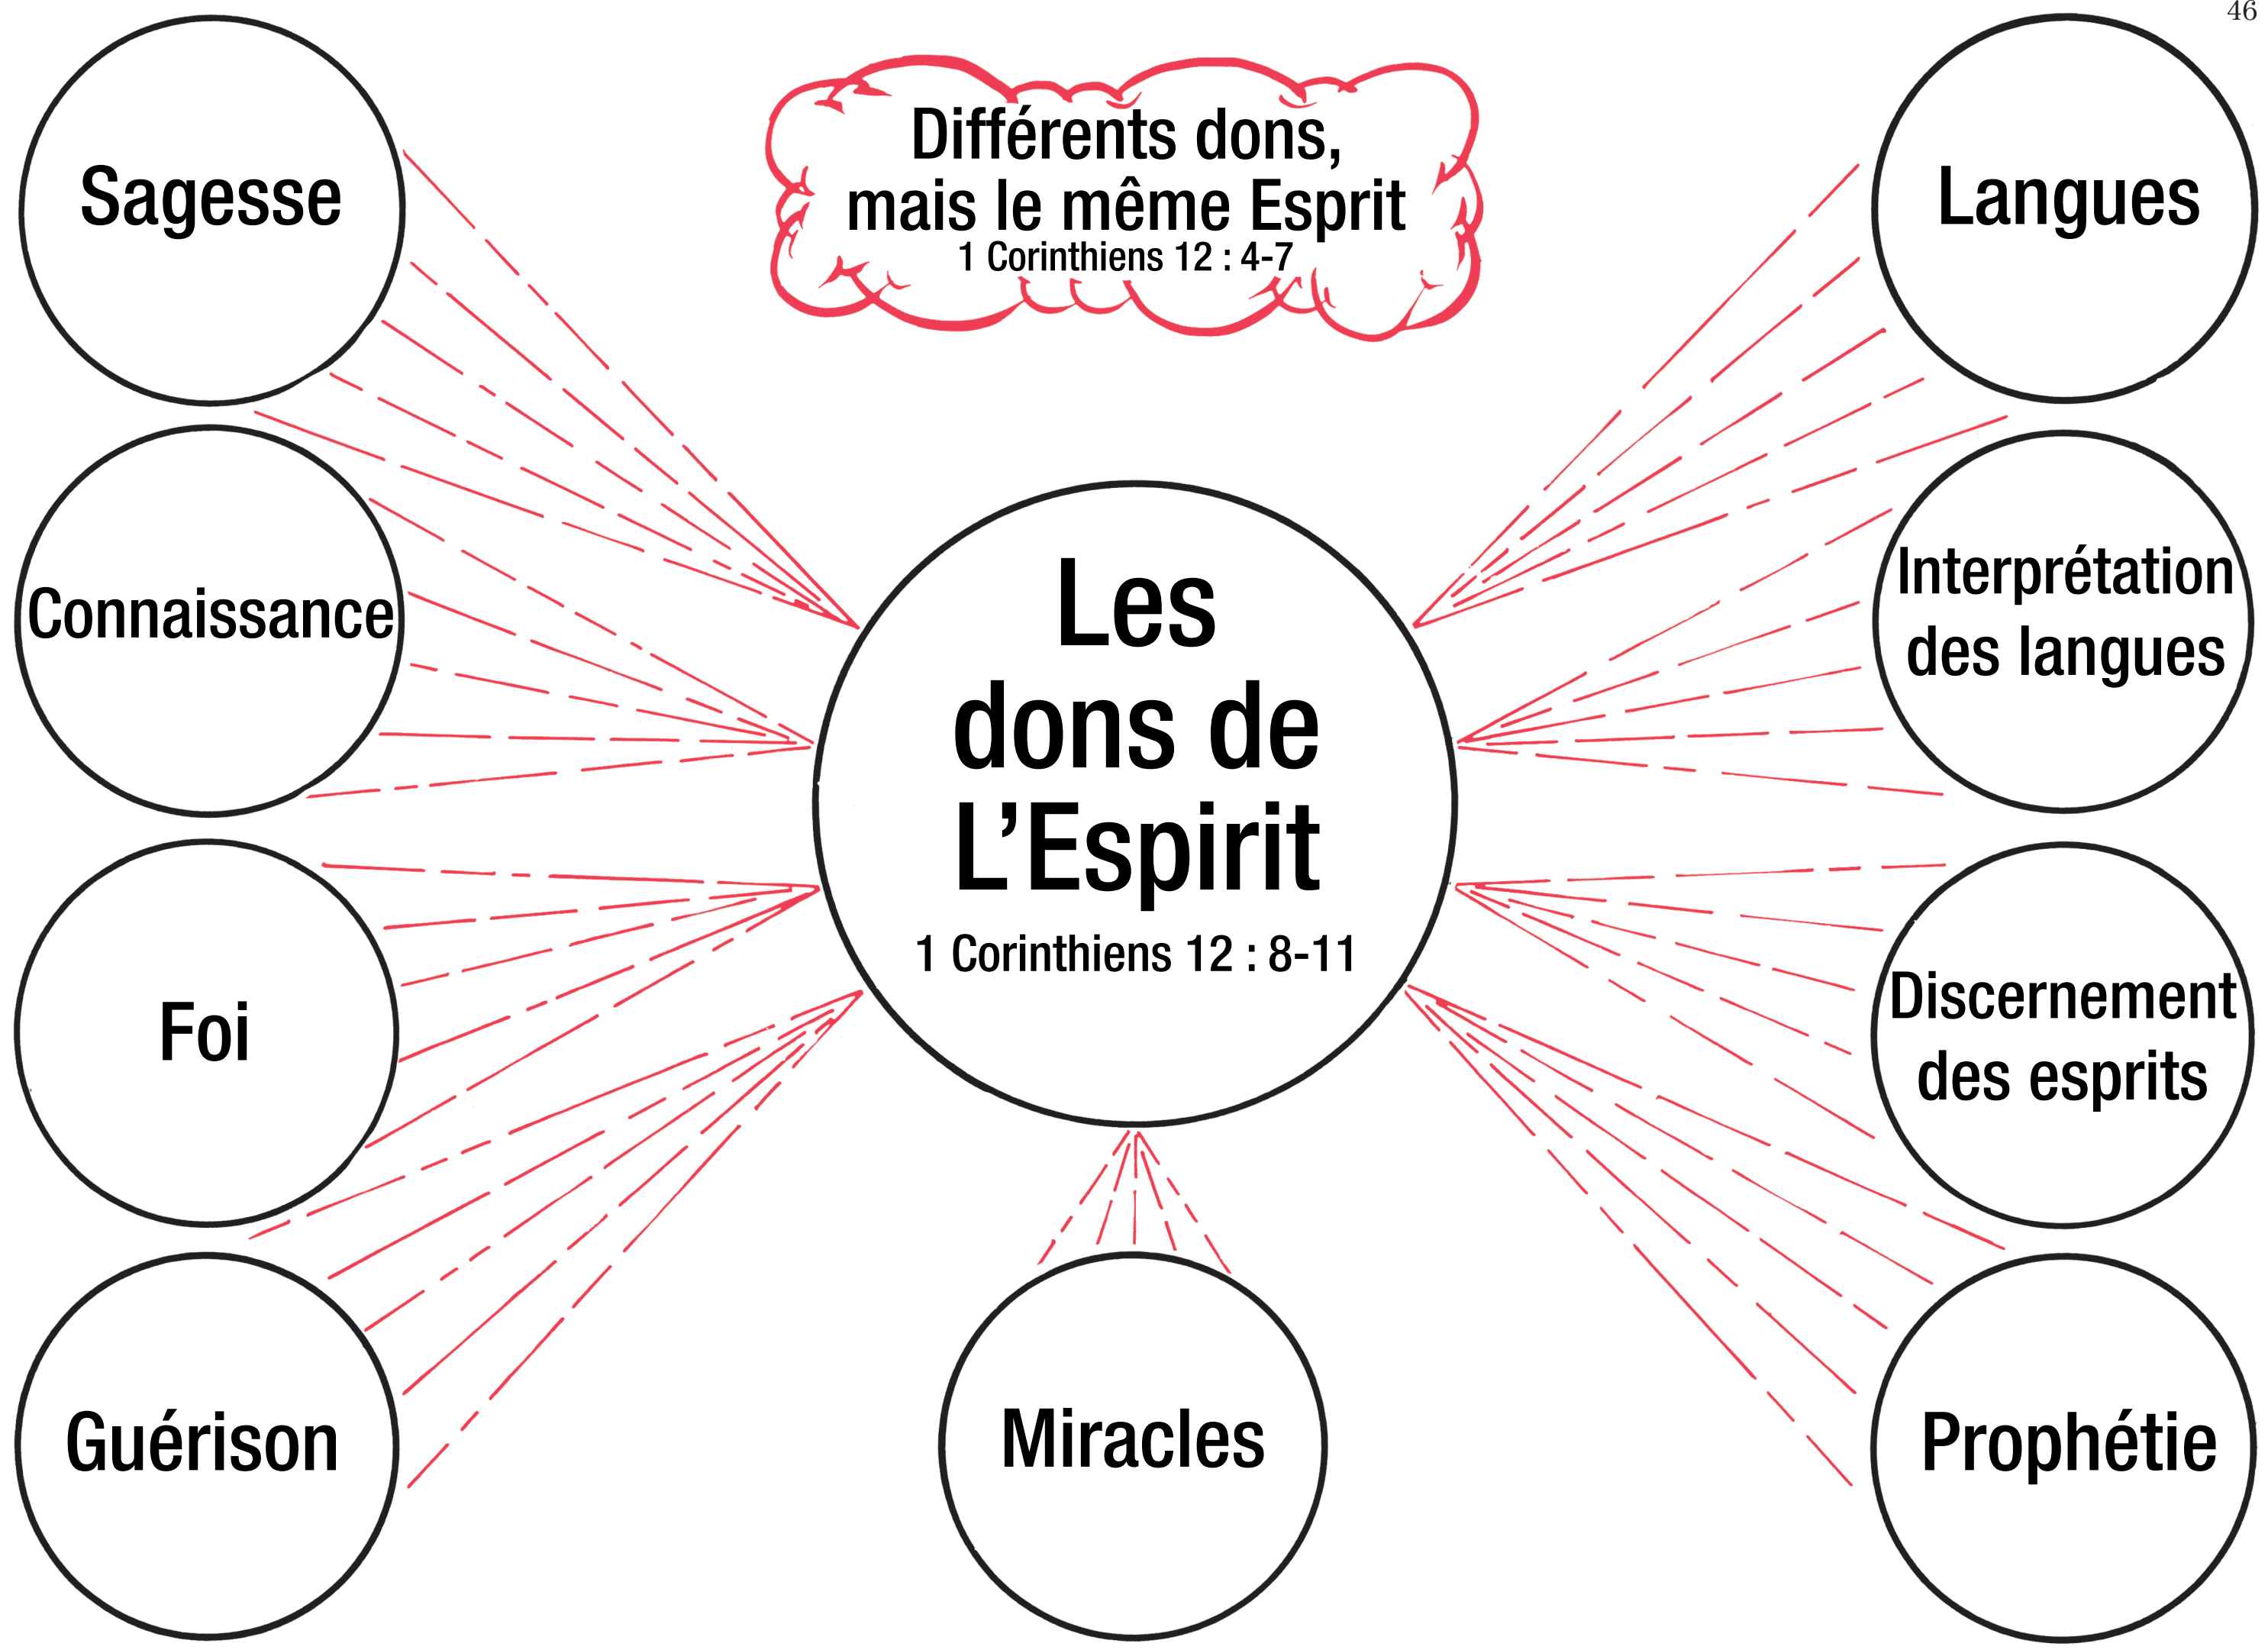 46
Différents dons,
mais le même Esprit
1 Corinthiens 12 : 4-7
Sagesse
Connaissance
Foi
Guérison
Les
dons de
L’Espirit
1 Corinthiens 12 : 8-11
Miracles
Langues
Interprétation
des langues
Discernement
des esprits
Prophétie